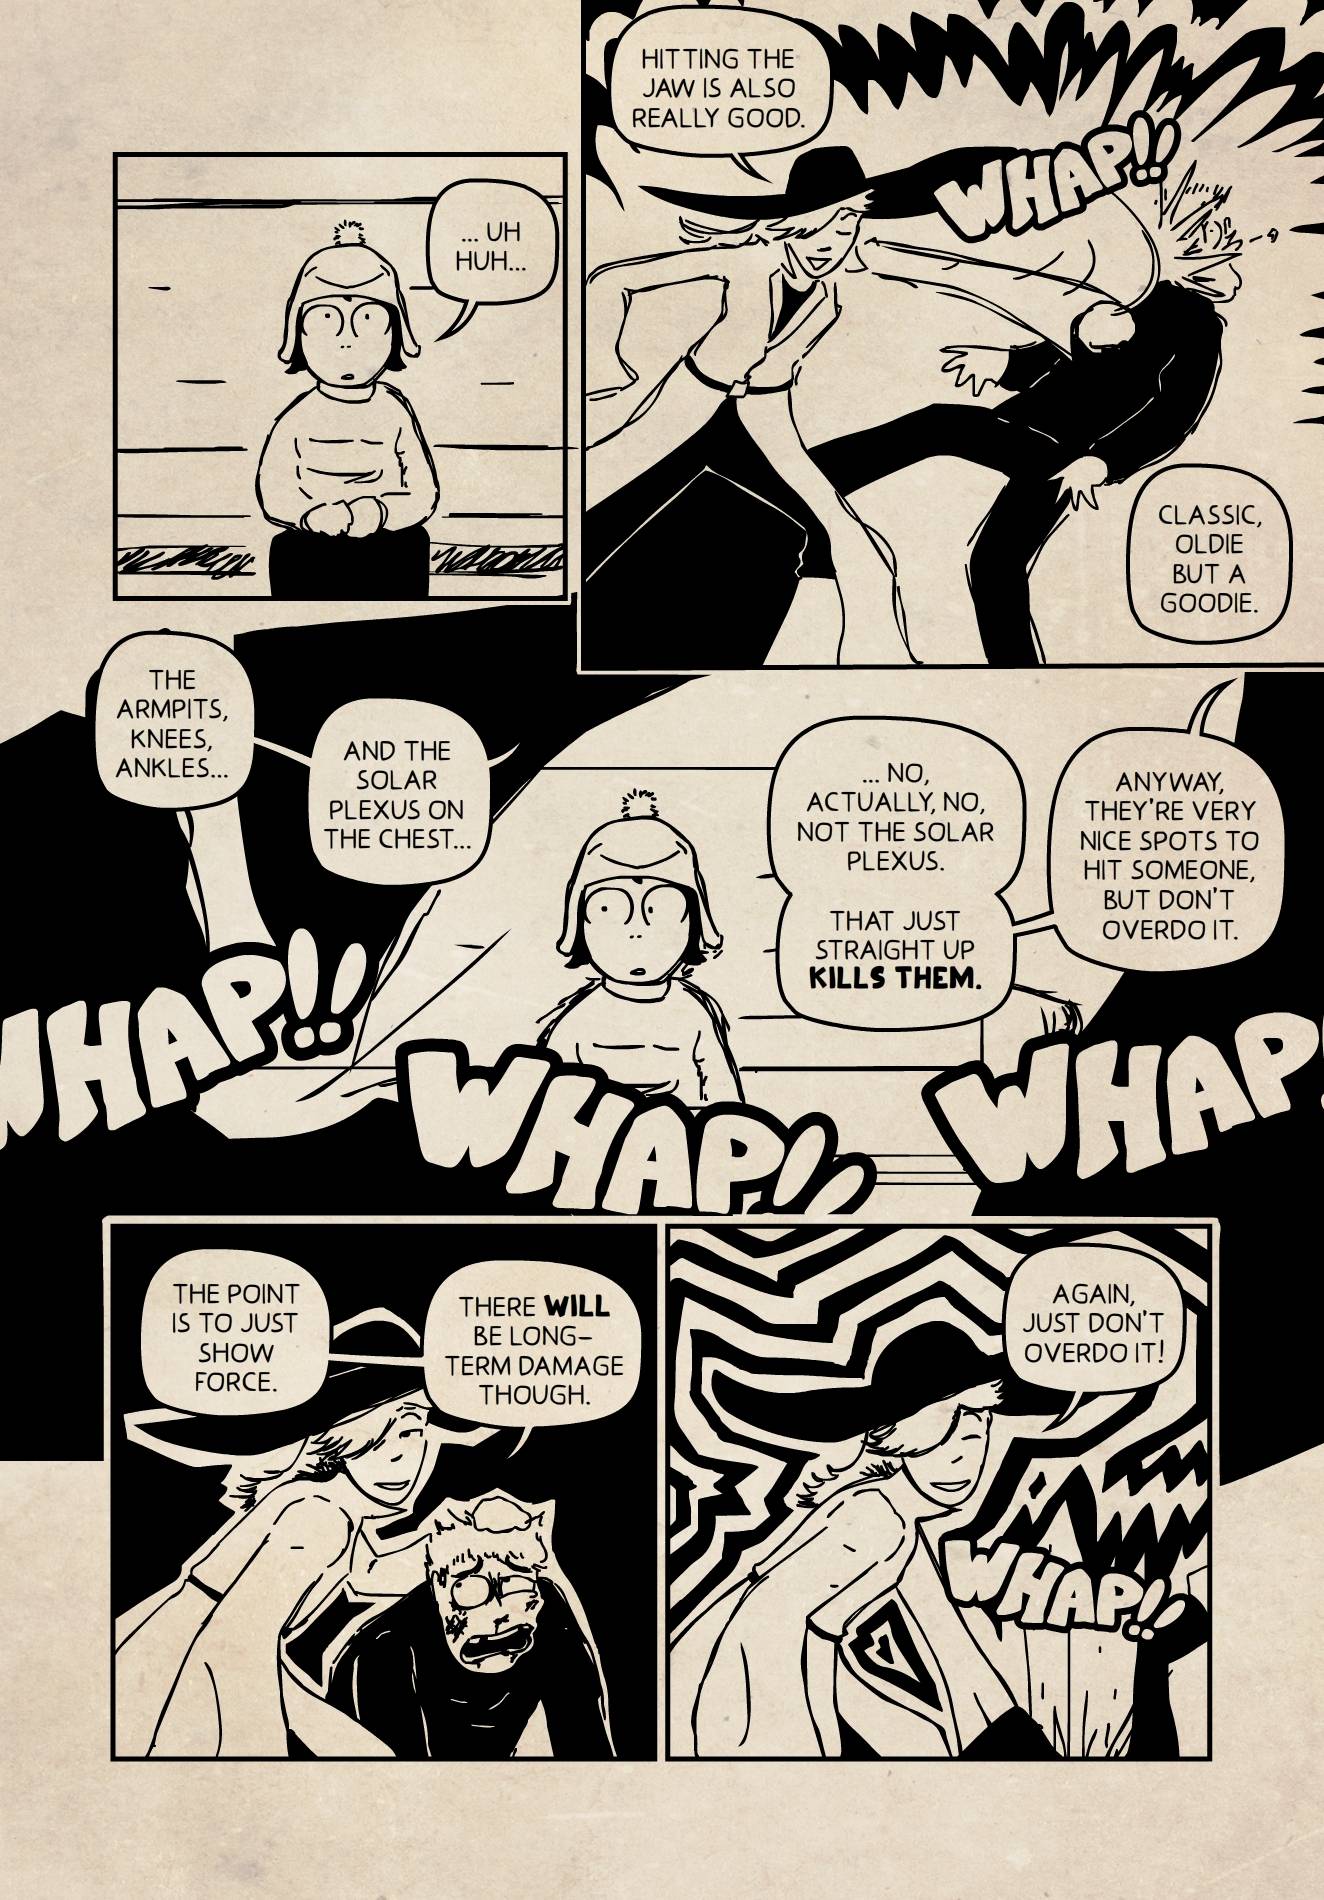 ... UH
HUH...
HITTING THE
JAW IS ALSO
REALLY GOOD.
WHAP!!
CLASSIC,
OLDIE
BUT A
GOODIE.
THE
ARMPITS,
KNEES,
ANKLES...
AND THE
SOLAR
PLEXUS ON
THE CHEST...
... NO,
ACTUALLY, NO,
NOT THE SOLAR
PLEXUS.
THAT JUST
STRAIGHT UP
KILLS THEM.
ANYWAY,
THEY'RE VERY
NICE SPOTS TO
HIT SOMEONE,
BUT DON'T
OVERDO IT.
WHAP!!
WHAP!!
WHAP!
THE POINT
IS TO JUST
SHOW
FORCE.
THERE WILL
BE LONG-
TERM DAMAGE
THOUGH.
AGAIN,
JUST DON'T
OVERDO IT!
WHAP!!